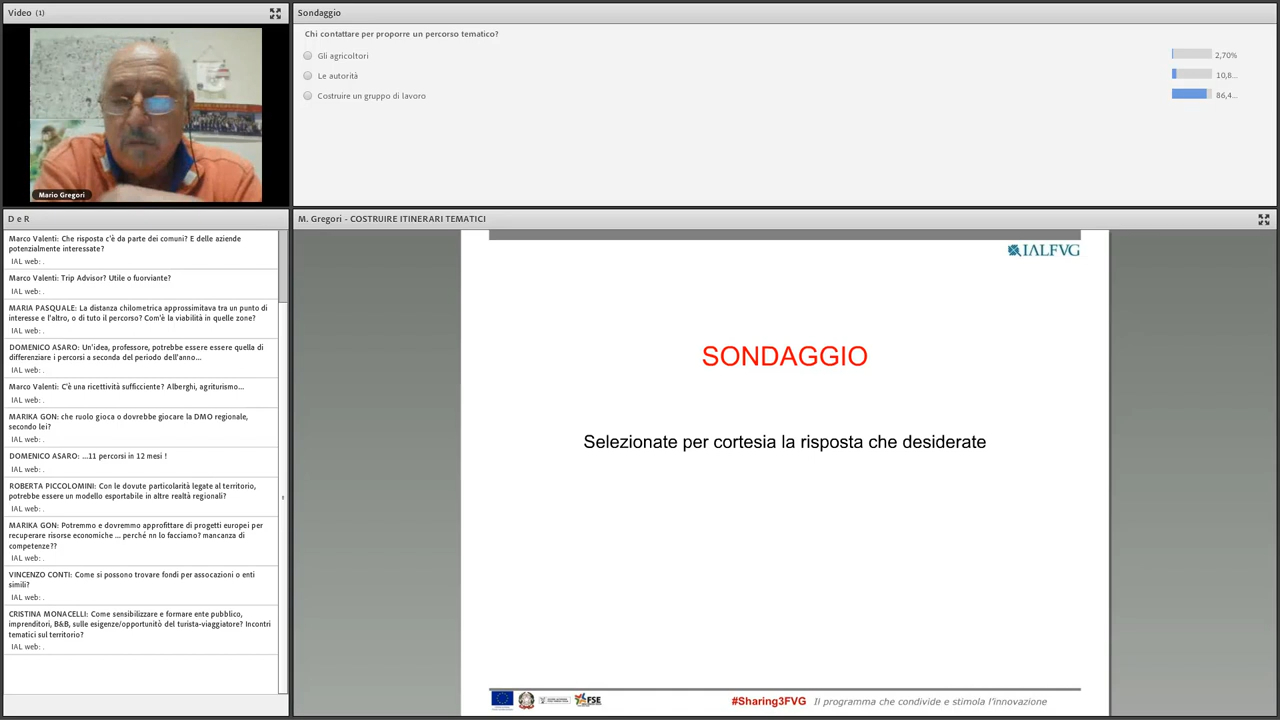 Video (1)
Mario Gregori
Sondaggio
Chi contattare per proporre un percorso tematico?
Gli agricoltori
2,70%
Le autorità
10,8...
Costruire un gruppo di lavoro
86,4...
D e R
Marco Valenti: Che risposta c'è da parte dei comuni? E delle aziende
potenzialmente interessate?
IAL web: .
Marco Valenti: Trip Advisor? Utile o fuorviante?
IAL web: .
MARIA PASQUALE: La distanza chilometrica approssimitava tra un punto di
interesse e l'altro, o di tuto il percorso? Com'è la viabilità in quelle zone?
IAL web: .
DOMENICO ASARO: Un'idea, professore, potrebbe essere essere quella di
differenziare i percorsi a seconda del periodo dell'anno...
IAL web: .
Marco Valenti: C'è una ricettività sufficciente? Alberghi, agriturismo...
IAL web: .
MARIKA GON: che ruolo gioca o dovrebbe giocare la DMO regionale,
secondo lei?
IAL web: .
DOMENICO ASARO: ...11 percorsi in 12 mesi !
IAL web: .
ROBERTA PICCOLOMINI: Con le dovute particolarità legate al territorio,
potrebbe essere un modello esportabile in altre realtà regionali?
IAL web: .
MARIKA GON: Potremmo e dovremmo approfittare di progetti europei per
recuperare risorse economiche ... perché nn lo facciamo? mancanza di
competenze??
IAL web: .
VINCENZO CONTI: Come si possono trovare fondi per assocazioni o enti
simili?
IAL web: .
CRISTINA MONACELLI: Come sensibilizzare e formare ente pubblico,
imprenditori, B&B, sulle esigenze/opportunitò del turista-viaggiatore? Incontri
tematici sul territorio?
IAL web: .
M. Gregori - COSTRUIRE ITINERARI TEMATICI
IALFVG
SONDAGGIO
Selezionate per cortesia la risposta che desiderate
FSE
#Sharing3FVG Il programma che condivide e stimola l'innovazione